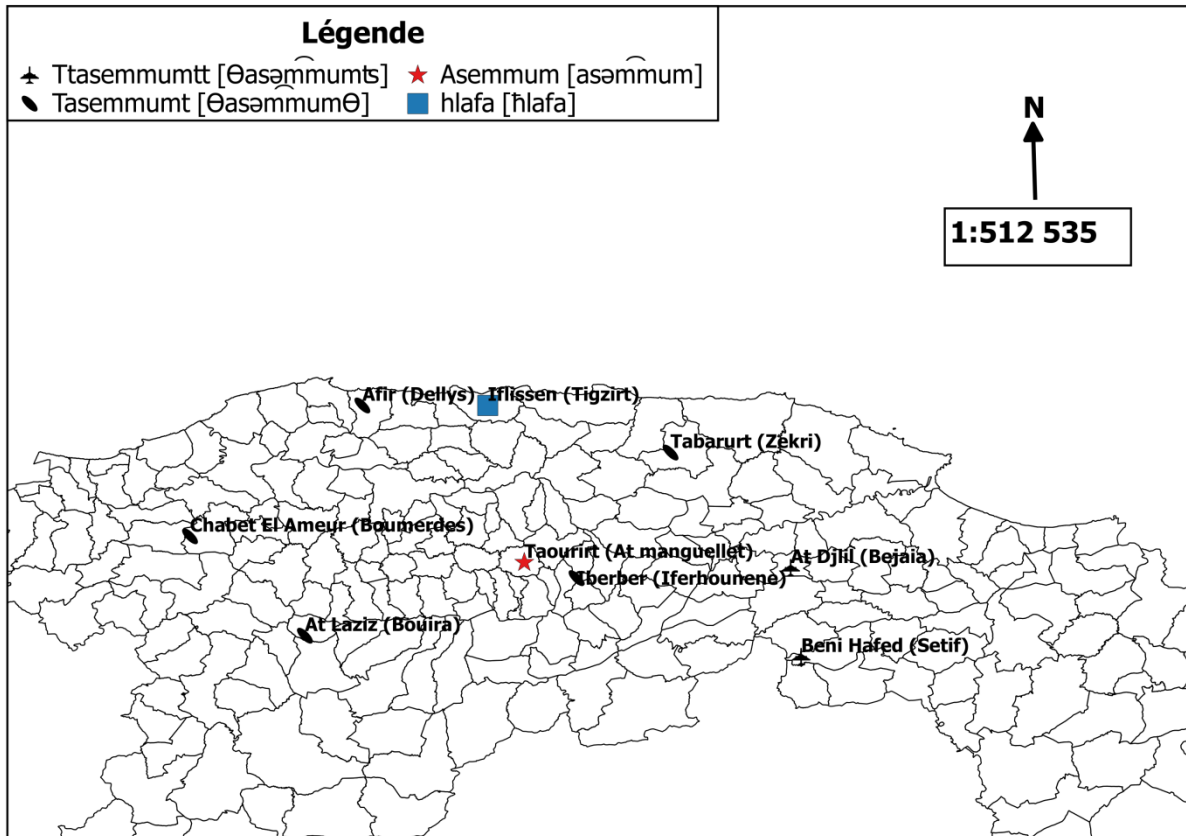 Légende
Ttasemmumtt [Θasəm͡mumʦ]
Asemmum [asəm͡mum]
Tasemmumt [Θasəm͡mumΘ]
hlafa [ħlafa]
N
1:512 535
Afir (Dellys)
Iflissen (Tigzirt)
Tabarurt (Zekri)
Chabet El Ameur (Boumerdes)
Taourirt (At manguellet)
At Djlil (Bejaia)
(Iferhounene)
At Laziz (Bouira)
Beni Hafed (Setif)